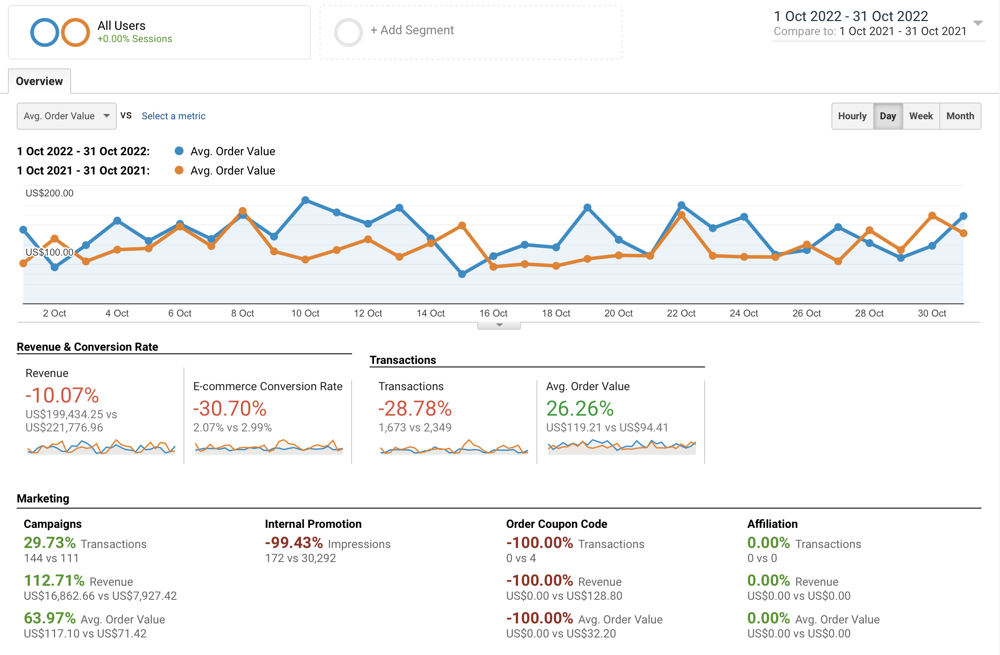 All Users
+0.00% Sessions
+ Add Segment
1 Oct 2022 - 31 Oct 2022
Compare to: 1 Oct 2021 - 31 Oct 2021
Overview
Avg. Order Value vs Select a metric
Hourly Day Week Month
1 Oct 2022 - 31 Oct 2022: Avg. Order Value
1 Oct 2021 - 31 Oct 2021: Avg. Order Value
US$200.00
US$100.00
2 Oct 4 Oct 6 Oct 8 Oct 10 Oct 12 Oct 14 Oct 16 Oct 18 Oct 20 Oct 22 Oct 24 Oct 26 Oct 28 Oct 30 Oct
Revenue & Conversion Rate
Revenue
-10.07%
US$199,434.25 vs
US$221,776.96
E-commerce Conversion Rate
-30.70%
2.07% vs 2.99%
Transactions
Transactions
-28.78%
1,673 vs 2,349
Avg. Order Value
26.26%
US$119.21 vs US$94.41
Marketing
Campaigns
29.73% Transactions
144 vs 111
112.71% Revenue
US$16,862.66 vs US$7,927.42
63.97% Avg. Order Value
US$117.10 vs US$71.42
Internal Promotion
-99.43% Impressions
172 vs 30,292
Order Coupon Code
-100.00% Transactions
0 vs 4
-100.00% Revenue
US$0.00 vs US$128.80
-100.00% Avg. Order Value
US$0.00 vs US$32.20
Affiliation
0.00% Transactions
0 vs 0
0.00% Revenue
US$0.00 vs US$0.00
0.00% Avg. Order Value
US$0.00 vs US$0.00